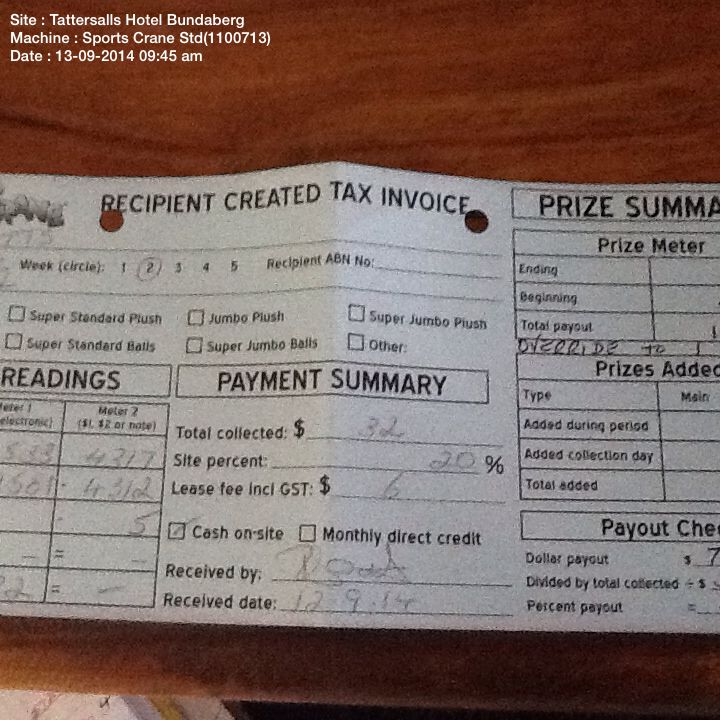 Site : Tattersalls Hotel Bundaberg
Machine : Sports Crane Std(1100713)
Date : 13-09-2014 09:45 am
RECIPIENT CREATED TAX INVOICE
Week (circle): 1 2 3 4 5 Recipient ABN No:
Super Standard Plush Jumbo Plush Super Jumbo Plush
Super Standard Balls Super Jumbo Balls Other:
READINGS
Meter 2
($1, $2 or note)
4317
4312
5
=
=
PAYMENT SUMMARY
Total collected: $ 32
Site percent: 20 %
Lease fee incl GST: $ 6
Cash on-site Monthly direct credit
Received by:
Received date: 12.9.14
PRIZE SUMMA
Prize Meter
Ending
Beginning
Total payout
OVERRIDE TO 1
Prizes Added
Type Main
Added during period
Added collection day
Total added
Payout Chec
Dollar payout $ 7
Divided by total collected ÷ $
Percent payout =